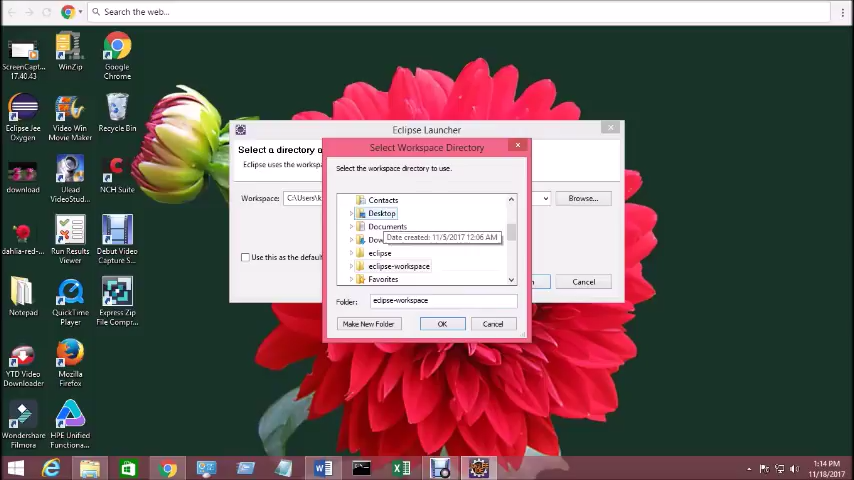 Search the web...
ScreenCapt...
17.40.43
WinZip
Google
Chrome
Eclipse Jee
Oxygen
Video Win
Movie Maker
Recycle Bin
download
Ulead
VideoStud...
NCH Suite
dahlia-red-...
Run Results
Viewer
Debut Video
Capture S...
Notepad
QuickTime
Player
Express Zip
File Compr...
YTD Video
Downloader
Mozilla
Firefox
Wondershare
Filmora
HPE Unified
Functiona...
Eclipse Launcher
Select a directory a
Eclipse uses the worksp
Workspace:
C:\Users\k
Browse...
Use this as the default
Cancel
Select Workspace Directory
Select the workspace directory to use.
Contacts
Desktop
Documents
Dow
Date created: 11/5/2017 12:06 AM
eclipse
eclipse-workspace
Favorites
Folder:
eclipse-workspace
Make New Folder
OK
Cancel
1:14 PM
11/18/2017